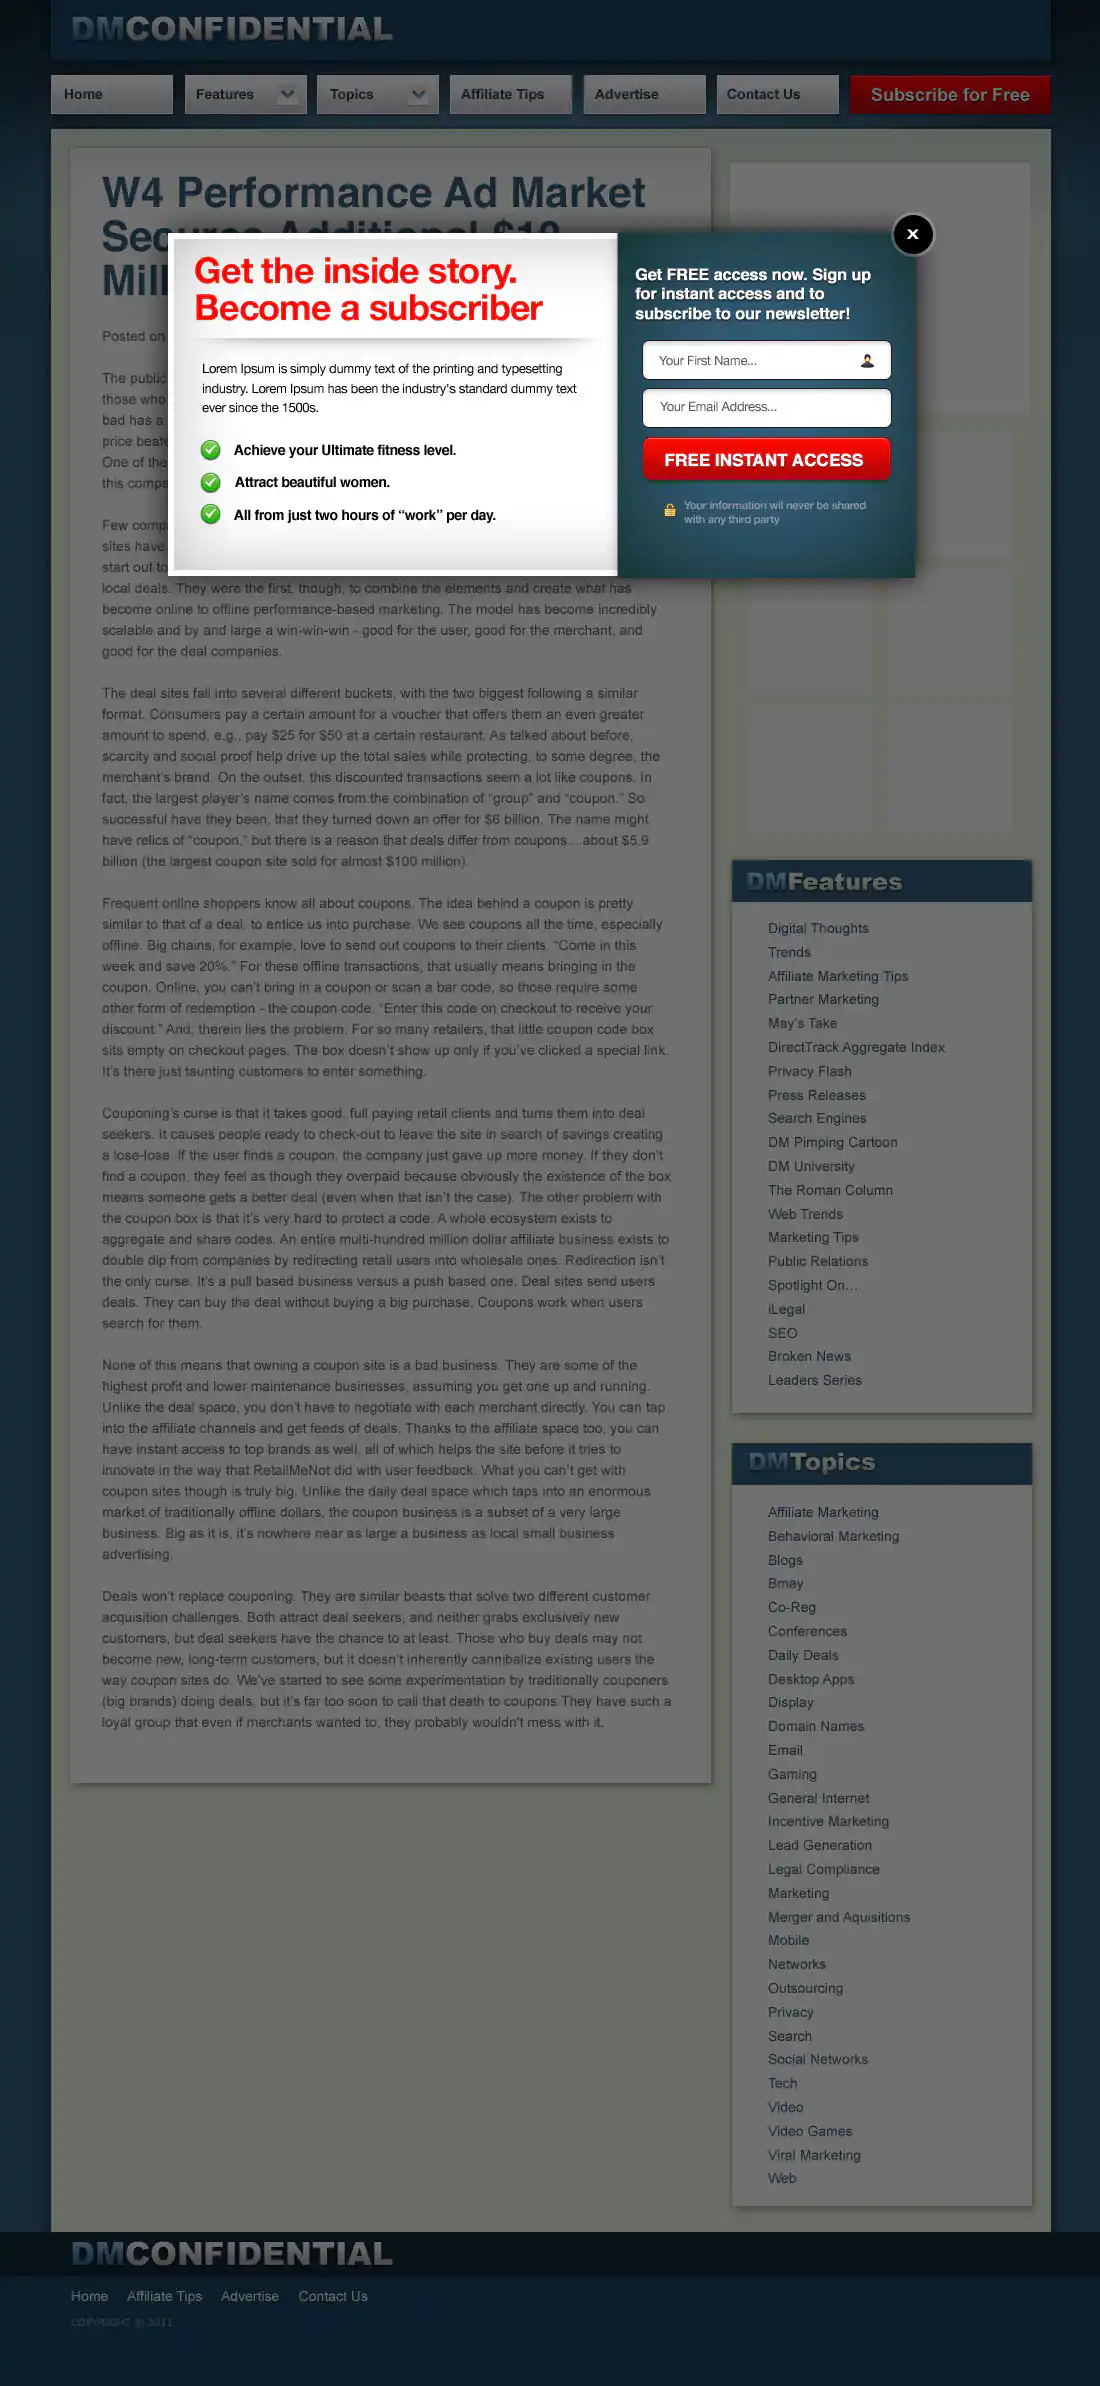 DMCONFIDENTIAL
Home
Features
Topics
Affiliate Tips
Advertise
Contact Us
Subscribe for Free
W4 Performance Ad Market
Secures Additional $10
Mill
Posted on
The public
those who
bad has a
price beate
One of the
this compa
Few comp
sites have
start out to
Get the inside story.
Become a subscriber
Lorem Ipsum is simply dummy text of the printing and typesetting
industry. Lorem Ipsum has been the industry's standard dummy text
ever since the 1500s.
Achieve your Ultimate fitness level.
Attract beautiful women.
All from just two hours of “work” per day.
x
Get FREE access now. Sign up
for instant access and to
subscribe to our newsletter!
Your First Name...
Your Email Address...
FREE INSTANT ACCESS
Your information wil never be shared
with any third party
local deals. They were the first, though, to combine the elements and create what has
become online to offline performance-based marketing. The model has become incredibly
scalable and by and large a win-win-win - good for the user, good for the merchant, and
good for the deal companies.
The deal sites fall into several different buckets, with the two biggest following a similar
format. Consumers pay a certain amount for a voucher that offers them an even greater
amount to spend, e.g., pay $25 for $50 at a certain restaurant. As talked about before,
scarcity and social proof help drive up the total sales while protecting, to some degree, the
merchant's brand. On the outset, this discounted transactions seem a lot like coupons. In
fact, the largest player's name comes from the combination of “group” and “coupon.” So
successful have they been, that they turned down an offer for $6 billion. The name might
have relics of “coupon,” but there is a reason that deals differ from coupons....about $5.9
billion (the largest coupon site sold for almost $100 million).
Frequent online shoppers know all about coupons. The idea behind a coupon is pretty
similar to that of a deal, to entice us into purchase. We see coupons all the time, especially
offline. Big chains, for example, love to send out coupons to their clients. “Come in this
week and save 20%.” For these offline transactions, that usually means bringing in the
coupon. Online, you can't bring in a coupon or scan a bar code, so those require some
other form of redemption - the coupon code. “Enter this code on checkout to receive your
discount.” And, therein lies the problem. For so many retailers, that little coupon code box
sits empty on checkout pages. The box doesn't show up only if you've clicked a special link.
It's there just taunting customers to enter something.
Couponing's curse is that it takes good, full paying retail clients and turns them into deal
seekers. It causes people ready to check-out to leave the site in search of savings creating
a lose-lose. If the user finds a coupon, the company just gave up more money. If they don't
find a coupon, they feel as though they overpaid because obviously the existence of the box
means someone gets a better deal (even when that isn't the case). The other problem with
the coupon box is that it's very hard to protect a code. A whole ecosystem exists to
aggregate and share codes. An entire multi-hundred million dollar affiliate business exists to
double dip from companies by redirecting retail users into wholesale ones. Redirection isn't
the only curse. It's a pull based business versus a push based one. Deal sites send users
deals. They can buy the deal without buying a big purchase. Coupons work when users
search for them.
None of this means that owning a coupon site is a bad business. They are some of the
highest profit and lower maintenance businesses, assuming you get one up and running.
Unlike the deal space, you don't have to negotiate with each merchant directly. You can tap
into the affiliate channels and get feeds of deals. Thanks to the affiliate space too, you can
have instant access to top brands as well, all of which helps the site before it tries to
innovate in the way that RetailMeNot did with user feedback. What you can't get with
coupon sites though is truly big. Unlike the daily deal space which taps into an enormous
market of traditionally offline dollars, the coupon business is a subset of a very large
business. Big as it is, it's nowhere near as large a business as local small business
advertising.
Deals won't replace couponing. They are similar beasts that solve two different customer
acquisition challenges. Both attract deal seekers, and neither grabs exclusively new
customers, but deal seekers have the chance to at least. Those who buy deals may not
become new, long-term customers, but it doesn't inherently cannibalize existing users the
way coupon sites do. We've started to see some experimentation by traditionally couponers
(big brands) doing deals, but it's far too soon to call that death to coupons They have such a
loyal group that even if merchants wanted to, they probably wouldn't mess with it.
DMFeatures
Digital Thoughts
Trends
Affiliate Marketing Tips
Partner Marketing
May's Take
DirectTrack Aggregate Index
Privacy Flash
Press Releases
Search Engines
DM Pimping Cartoon
DM University
The Roman Column
Web Trends
Marketing Tips
Public Relations
Spotlight On...
iLegal
SEO
Broken News
Leaders Series
DMTopics
Affiliate Marketing
Behavioral Marketing
Blogs
Bmay
Co-Reg
Conferences
Daily Deals
Desktop Apps
Display
Domain Names
Email
Gaming
General Internet
Incentive Marketing
Lead Generation
Legal Compliance
Marketing
Merger and Aquisitions
Mobile
Networks
Outsourcing
Privacy
Search
Social Networks
Tech
Video
Video Games
Viral Marketing
Web
DMCONFIDENTIAL
Home
Affiliate Tips
Advertise
Contact Us
COPYRIGHT © 2011